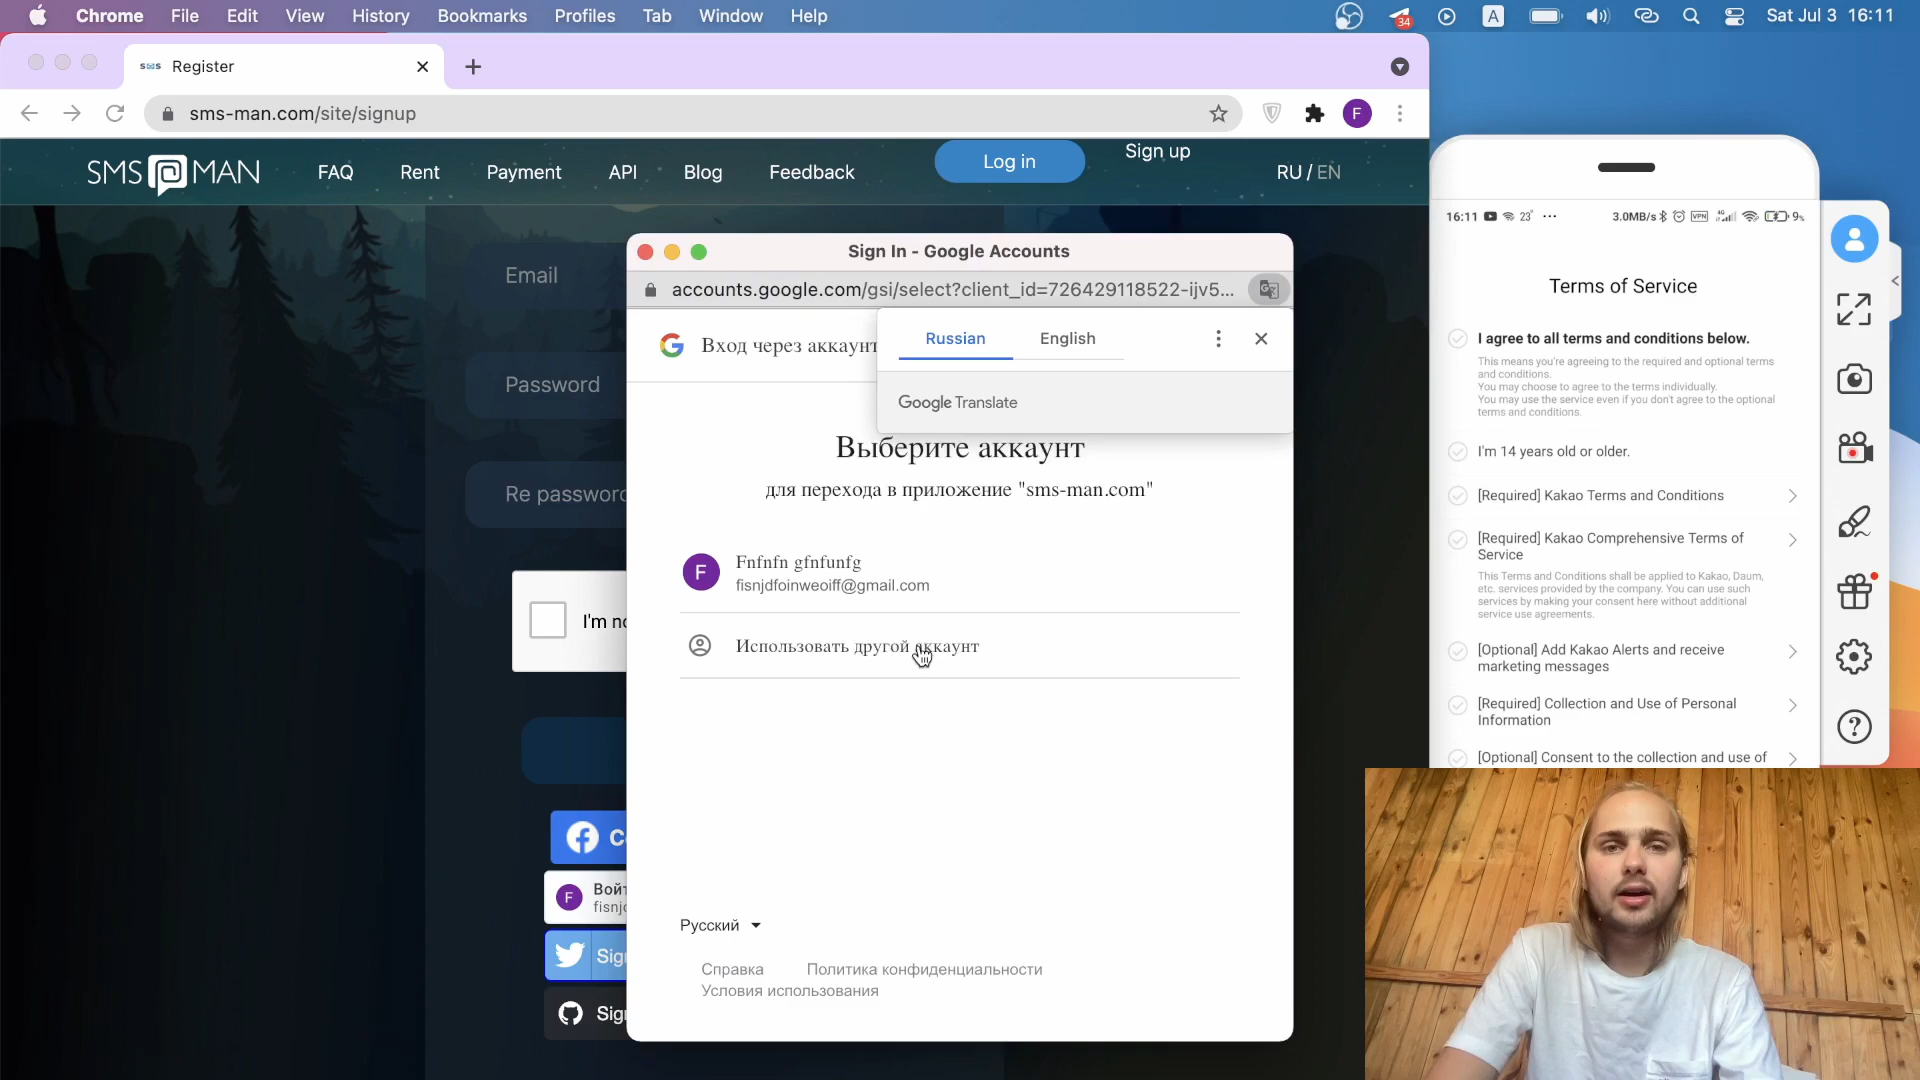 Chrome File Edit View History Bookmarks Profiles Tab Window Help
34
A
Sat Jul 3 16:11
SMS Register
sms-man.com/site/signup
F
SMS MAN
FAQ Rent Payment API Blog Feedback
Log in
Sign up
RU / EN
Email
Password
Re password
I'm
F Войт
Sign In - Google Accounts
accounts.google.com/gsi/select?client_id=726429118522-ijv5...
Russian English
Google Translate
Вход через аккаунт
Выберите аккаунт
для перехода в приложение "sms-man.com"
F
Fnfnfn gfnfunfg
fisnjdfoinweoiff@gmail.com
Использовать другой аккаунт
Русский
Справка Политика конфиденциальности
Условия использования
16:11 23° ... 3.0MB/s VPN 9%
Terms of Service
I agree to all terms and conditions below.
This means you're agreeing to the required and optional terms
and conditions.
You may choose to agree to the terms individually.
You may use the service even if you don't agree to the optional
terms and conditions.
I'm 14 years old or older.
[Required] Kakao Terms and Conditions
[Required] Kakao Comprehensive Terms of
Service
This Terms and Conditions shall be applied to Kakao, Daum,
etc. services provided by the company. You can use such
services by making your consent here without additional
service use agreements.
[Optional] Add Kakao Alerts and receive
marketing messages
[Required] Collection and Use of Personal
Information
[Optional] Consent to the collection and use of